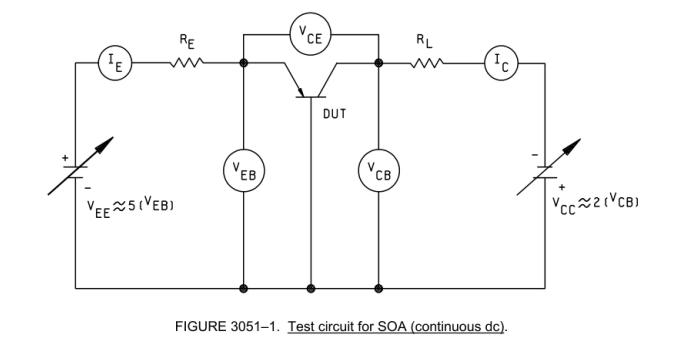 V_CE
R_E
R_L
I_E
I_C
DUT
V_EB
V_CB
+
−
−
+
V_EE ≈ 5 (V_EB)
V_CC ≈ 2 (V_CB)
FIGURE 3051–1. Test circuit for SOA (continuous dc).